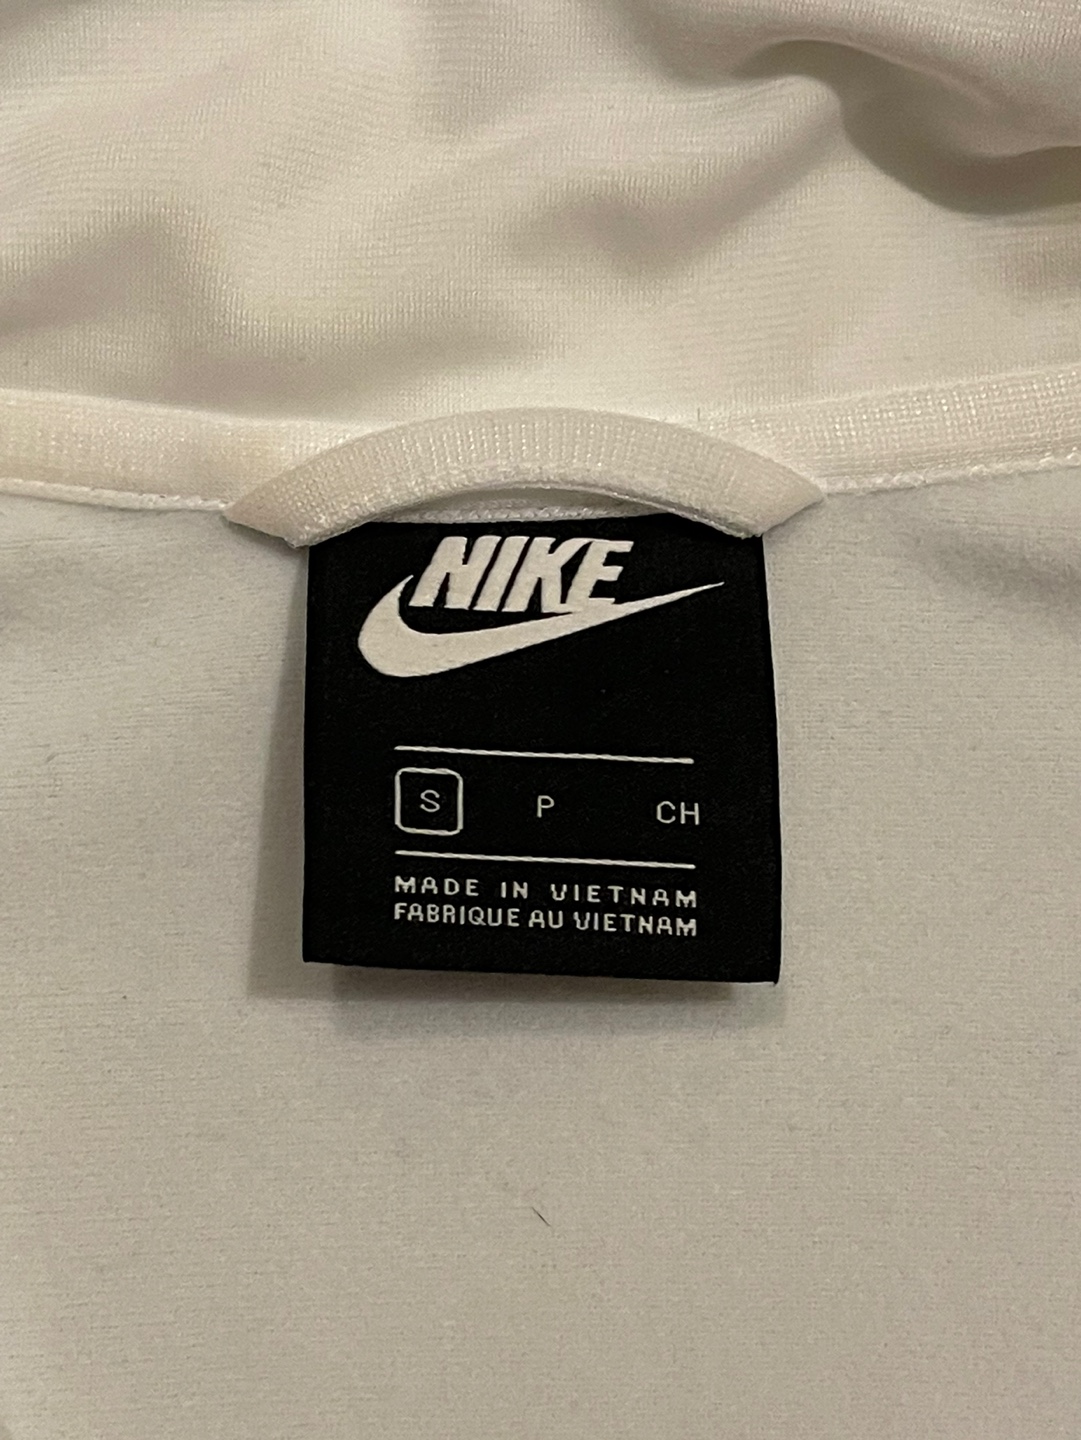 NIKE
S P CH
MADE IN VIETNAM
FABRIQUE AU VIETNAM